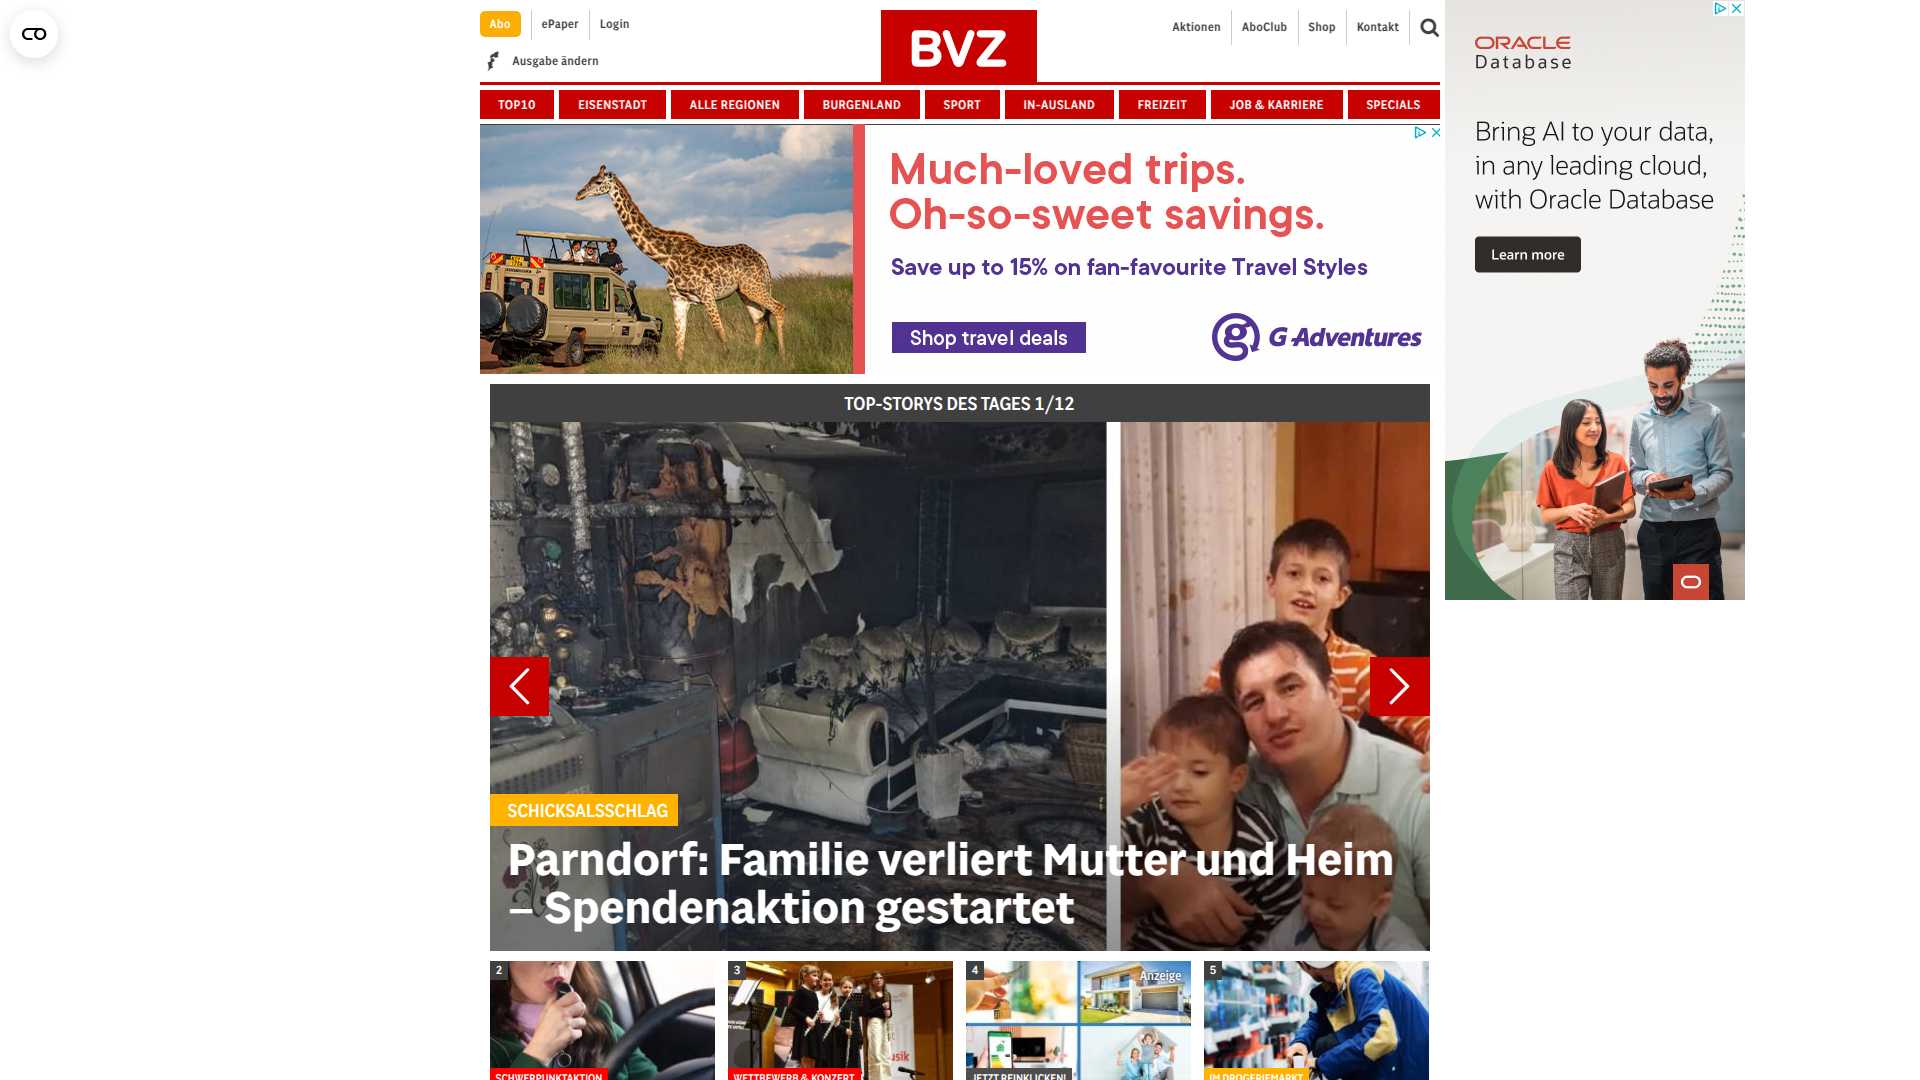 Abo
ePaper
Login
Ausgabe ändern
BVZ
Aktionen
AboClub
Shop
Kontakt
TOP10
EISENSTADT
ALLE REGIONEN
BURGENLAND
SPORT
IN-AUSLAND
FREIZEIT
JOB & KARRIERE
SPECIALS
Much-loved trips.
Oh-so-sweet savings.
Save up to 15% on fan-favourite Travel Styles
Shop travel deals
G Adventures
ORACLE
Database
Bring AI to your data,
in any leading cloud,
with Oracle Database
Learn more
TOP-STORYS DES TAGES 1/12
SCHICKSALSSCHLAG
Parndorf: Familie verliert Mutter und Heim
– Spendenaktion gestartet
2
SCHWERPUNKTAKTION
3
WETTBEWERB & KONZERT
4
Anzeige
JETZT REINKLICKEN!
5
IM DROGERIEMARKT